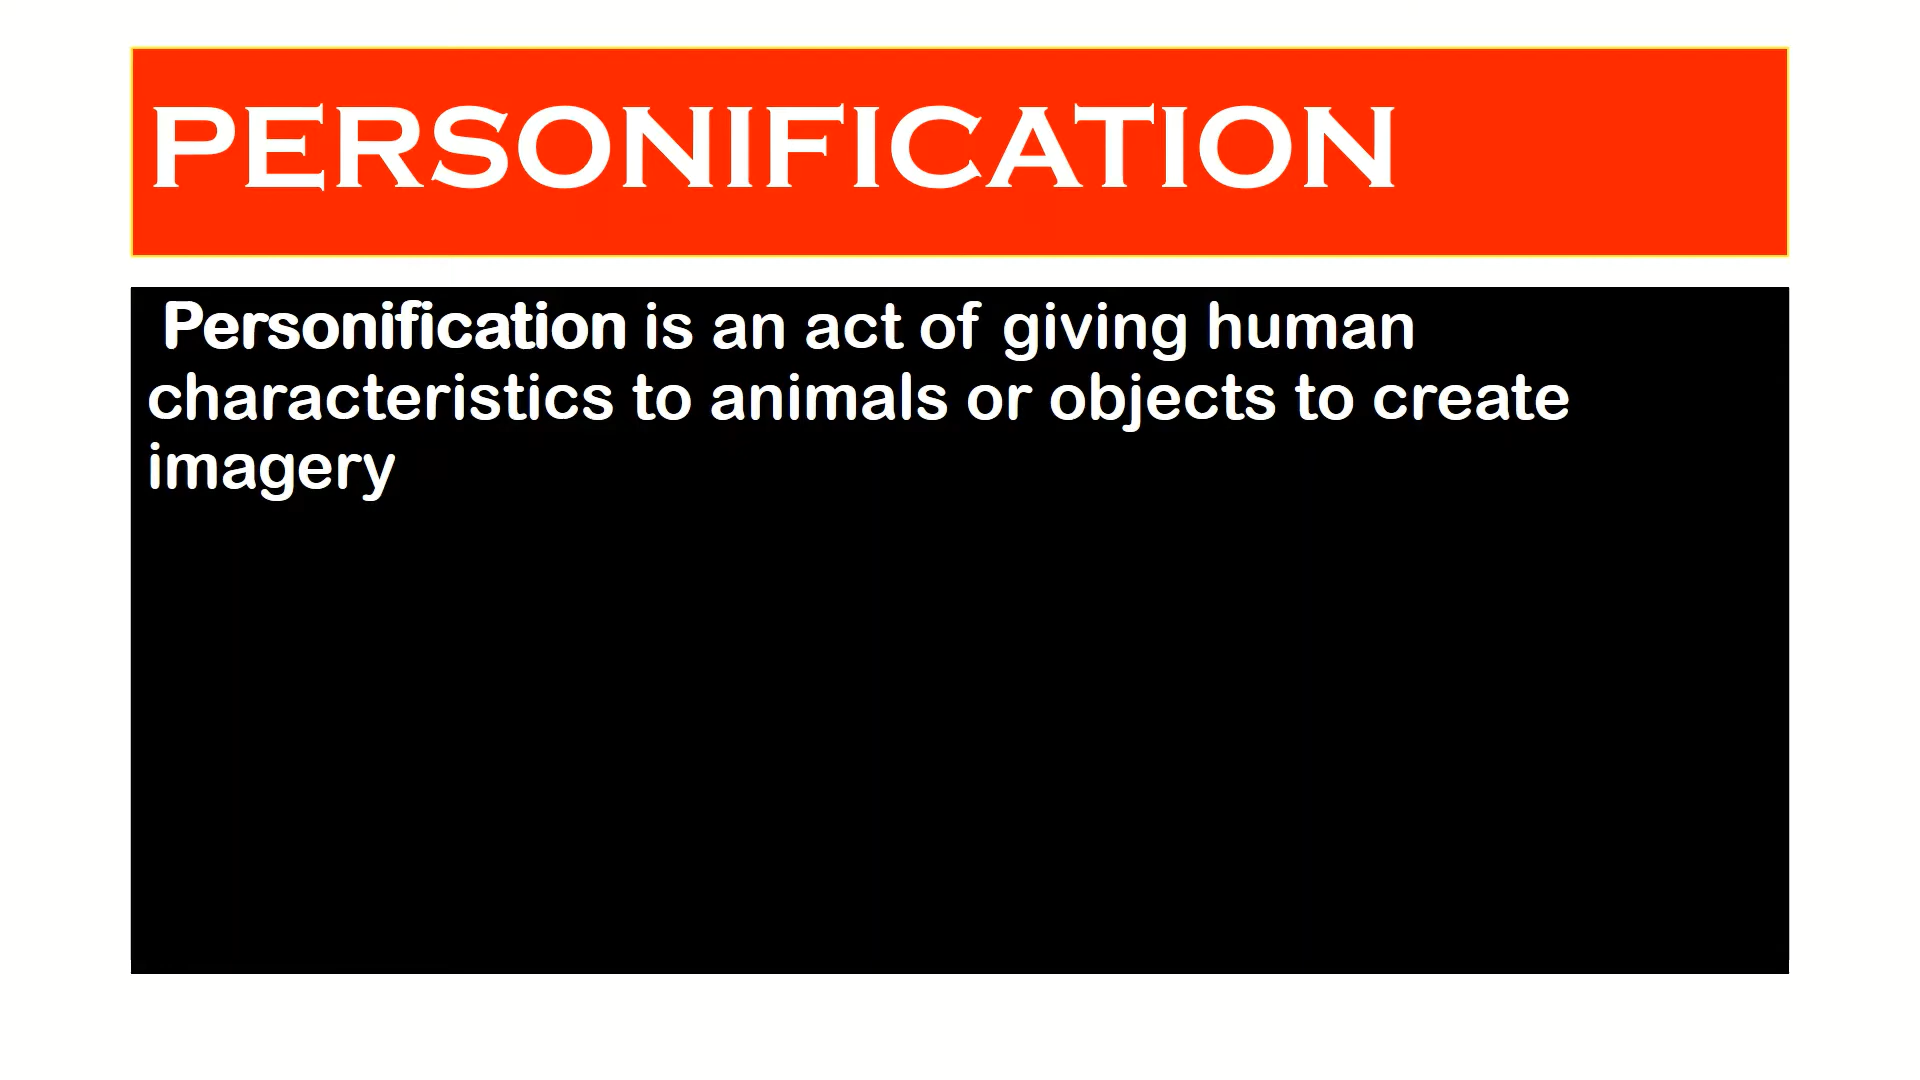 PERSONIFICATION
Personification is an act of giving human
characteristics to animals or objects to create
imagery